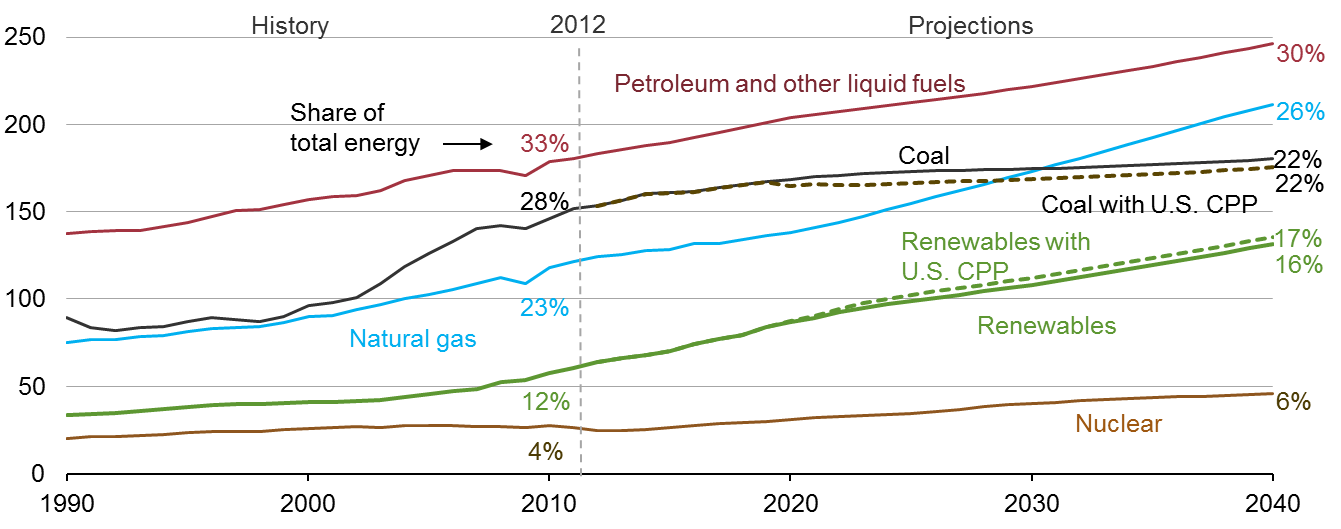 History
2012
Projections
250
200
150
100
50
0
Petroleum and other liquid fuels
30%
Share of
total energy
33%
26%
Coal
22%
22%
28%
Coal with U.S. CPP
Renewables with
U.S. CPP
17%
16%
23%
Natural gas
Renewables
12%
6%
Nuclear
4%
1990
2000
2010
2020
2030
2040